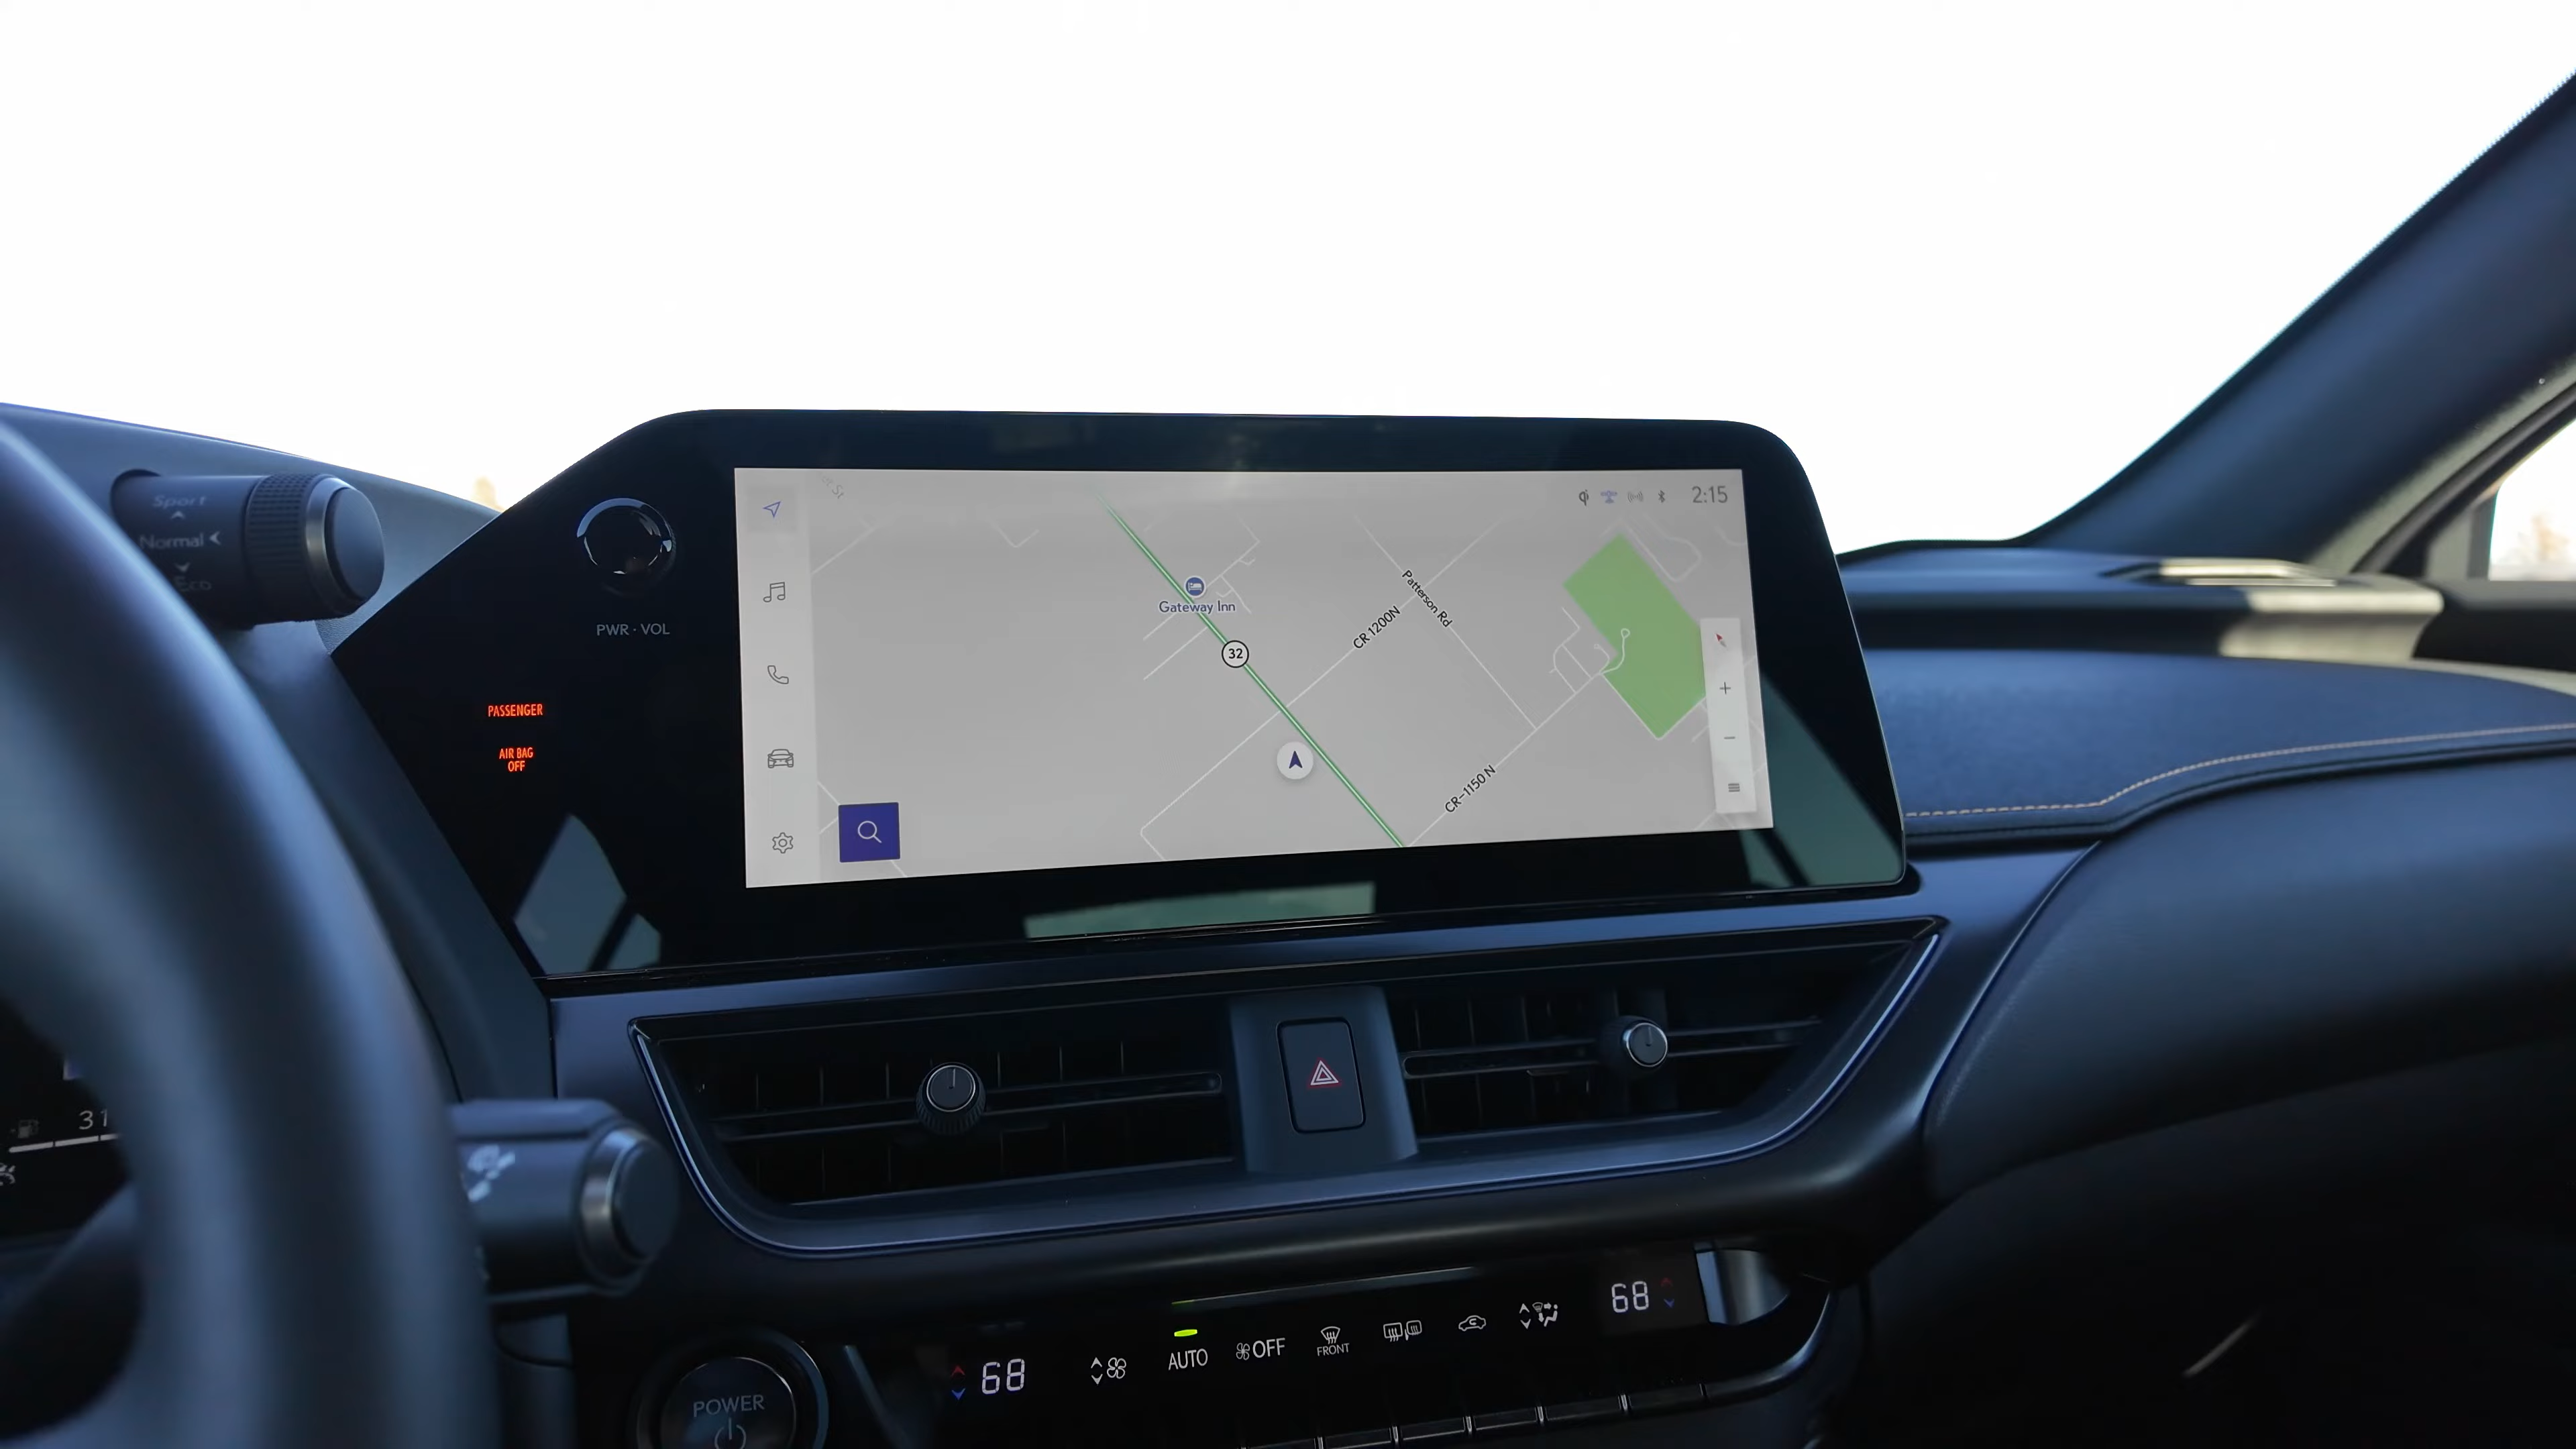 Sport
Normal
Eco
PWR · VOL
PASSENGER
AIR BAG
OFF
2:15
Gateway Inn
32
CR 1200N
Patterson Rd
CR-1150 N
31
68
AUTO
OFF
FRONT
68
POWER